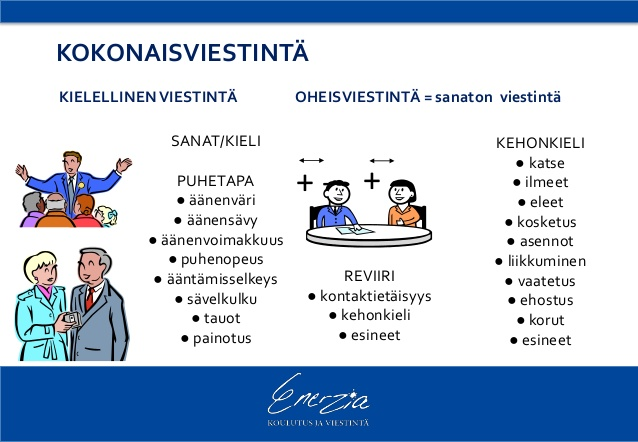 KOKONAISVIESTINTÄ
KIELELLINEN VIESTINTÄ
OHEISVIESTINTÄ = sanaton viestintä
SANAT/KIELI
PUHETAPA
● äänenväri
● äänensävy
● äänenvoimakkuus
● puhenopeus
● ääntämisselkeys
● sävelkulku
● tauot
● painotus
+ -
+
REVIIRI
● kontaktietäisyys
● kehonkieli
● esineet
KEHONKIELI
● katse
● ilmeet
● eleet
● kosketus
● asennot
● liikkuminen
● vaatetus
● ehostus
● korut
● esineet
Enerzia
KOULUTUS JA VIESTINTÄ